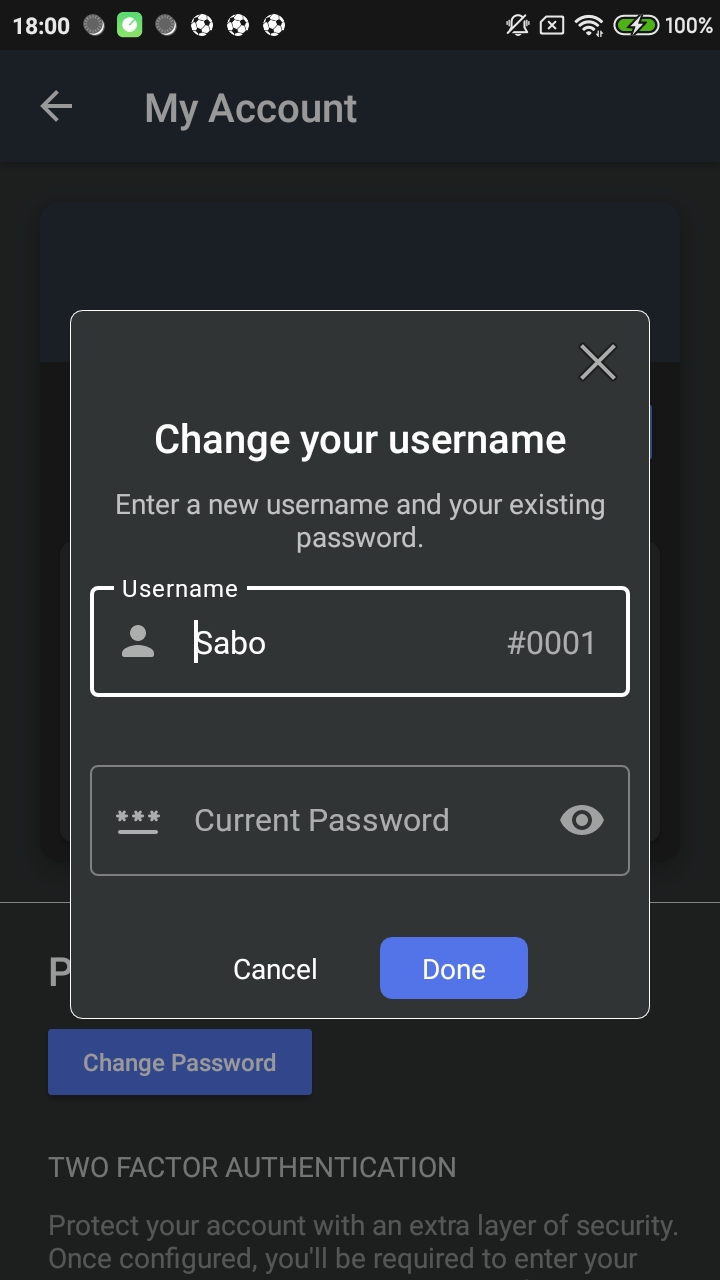 18:00
100%
My Account
Change your username
Enter a new username and your existing
password.
Username
Sabo
#0001
***
Current Password
Cancel
Done
P
Change Password
TWO FACTOR AUTHENTICATION
Protect your account with an extra layer of security.
Once configured, you'll be required to enter your